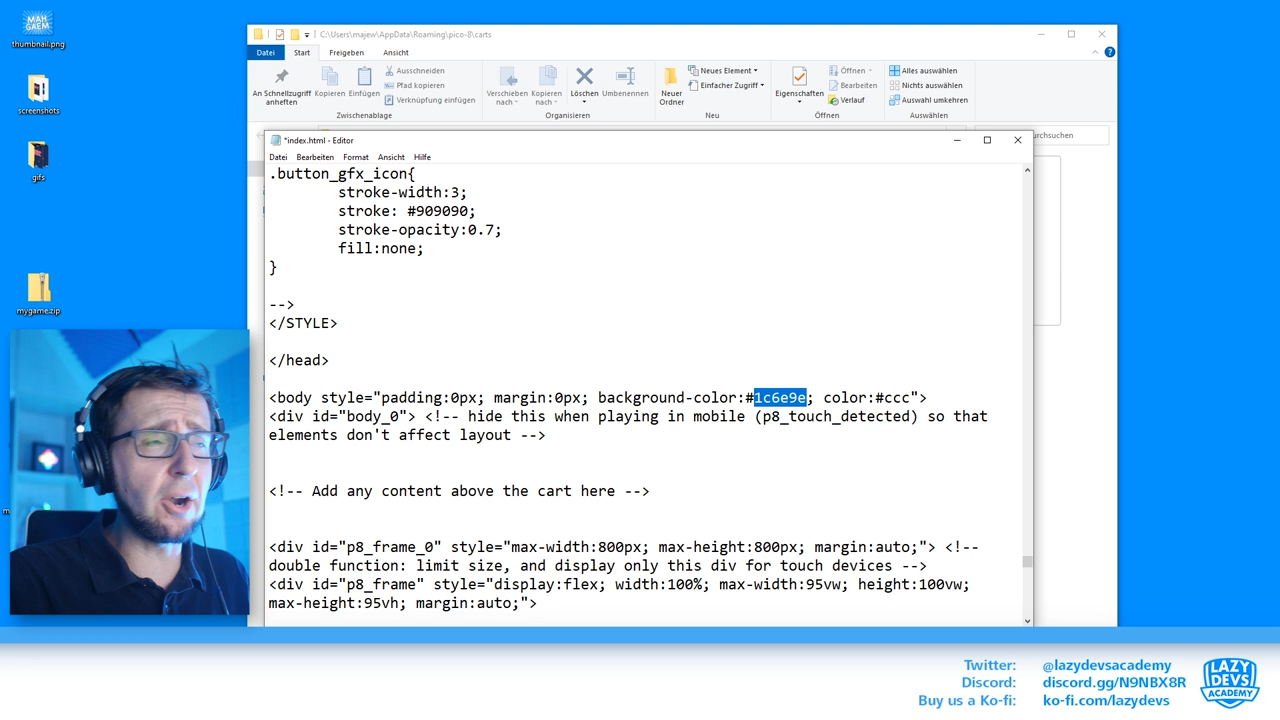 MAH
GAEM
thumbnail.png
screenshots
gifs
mygame.zip
C:\Users\majew\AppData\Roaming\pico-8\carts
Datei Start Freigeben Ansicht
An Schnellzugriff anheften
Kopieren
Einfügen
Ausschneiden
Pfad kopieren
Verknüpfung einfügen
Zwischenablage
Verschieben nach
Kopieren nach
Löschen
Umbenennen
Organisieren
Neuer Ordner
Neues Element
Einfacher Zugriff
Neu
Eigenschaften
Öffnen
Bearbeiten
Verlauf
Öffnen
Alles auswählen
Nichts auswählen
Auswahl umkehren
Auswählen
urchsuchen
*index.html - Editor
Datei Bearbeiten Format Ansicht Hilfe
.button_gfx_icon{
stroke-width:3;
stroke: #909090;
stroke-opacity:0.7;
fill:none;
}
-->
</STYLE>
</head>
<body style="padding:0px; margin:0px; background-color:#1c6e9e; color:#ccc">
<div id="body_0"> <!-- hide this when playing in mobile (p8_touch_detected) so that
elements don't affect layout -->
<!-- Add any content above the cart here -->
<div id="p8_frame_0" style="max-width:800px; max-height:800px; margin:auto;"> <!--
double function: limit size, and display only this div for touch devices -->
<div id="p8_frame" style="display:flex; width:100%; max-width:95vw; height:100vw;
max-height:95vh; margin:auto;">
Twitter: @lazydevsacademy
Discord: discord.gg/N9NBX8R
Buy us a Ko-fi: ko-fi.com/lazydevs
LAZY
DEVS
ACADEMY